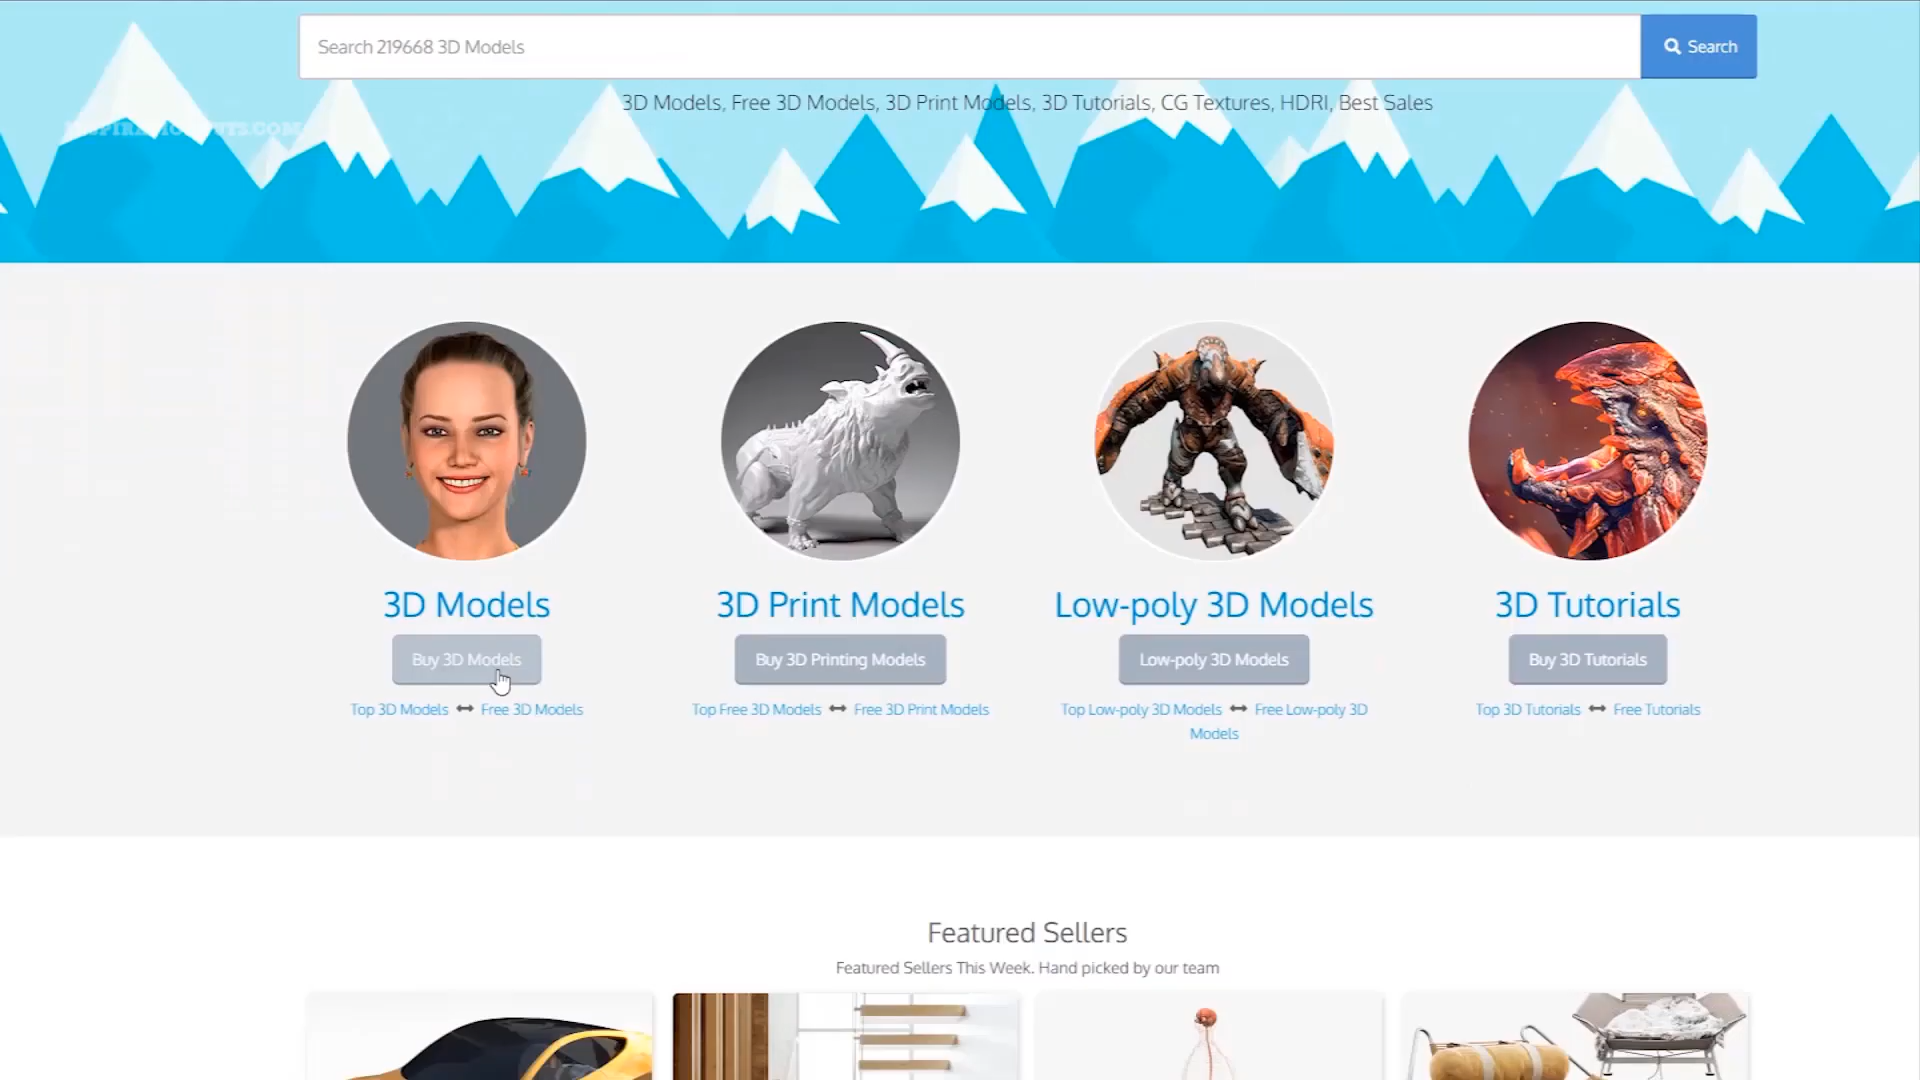 Search 219668 3D Models
Search
3D Models, Free 3D Models, 3D Print Models, 3D Tutorials, CG Textures, HDRI, Best Sales
3D Models
Buy 3D Models
Top 3D Models ↔ Free 3D Models
3D Print Models
Buy 3D Printing Models
Top Free 3D Models ↔ Free 3D Print Models
Low-poly 3D Models
Low-poly 3D Models
Top Low-poly 3D Models ↔ Free Low-poly 3D
Models
3D Tutorials
Buy 3D Tutorials
Top 3D Tutorials ↔ Free Tutorials
Featured Sellers
Featured Sellers This Week. Hand picked by our team